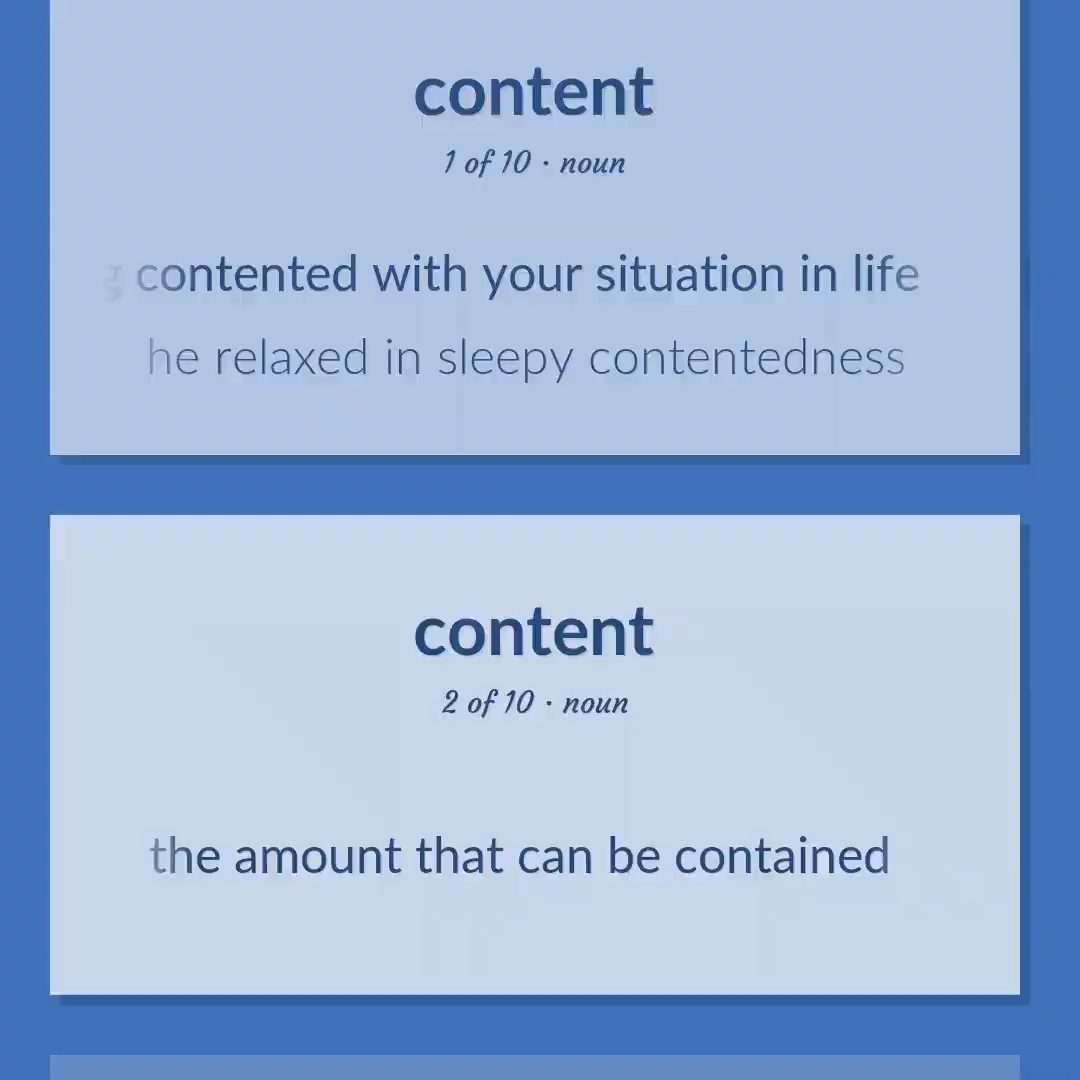 content
1 of 10 · noun
g contented with your situation in life
he relaxed in sleepy contentedness
content
2 of 10 · noun
the amount that can be contained